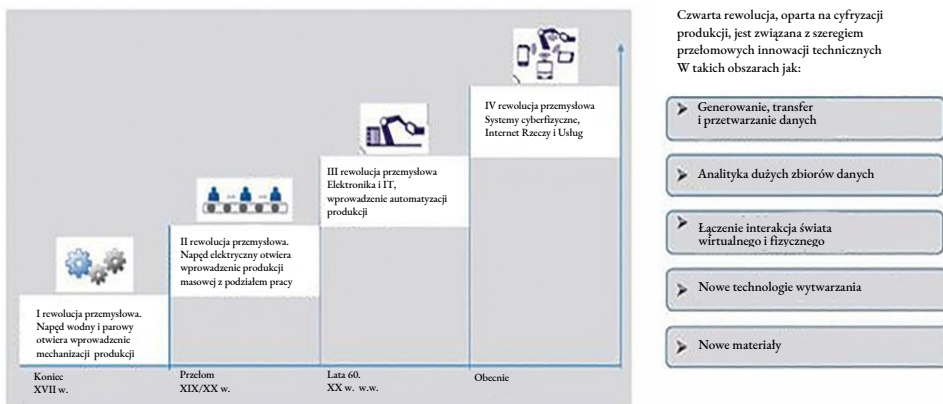 Czwarta rewolucja, oparta na cyfryzacji
produkcji, jest związana z szeregiem
przełomowych innowacji technicznych
W takich obszarach jak:
IV rewolucja przemysłowa
Systemy cyberfizyczne,
Internet Rzeczy i Usług
III rewolucja przemysłowa
Elektronika i IT,
wprowadzenie automatyzacji
produkcji
II rewolucja przemysłowa.
Napęd elektryczny otwiera
wprowadzenie produkcji
masowej z podziałem pracy
I rewolucja przemysłowa.
Napęd wodny i parowy
otwiera wprowadzenie
mechanizacji produkcji
Koniec
XVII w.
Przełom
XIX/XX w.
Lata 60.
XX w. w.w.
Obecnie
Generowanie, transfer
i przetwarzanie danych
Analityka dużych zbiorów danych
Łączenie interakcja świata
wirtualnego i fizycznego
Nowe technologie wytwarzania
Nowe materiały